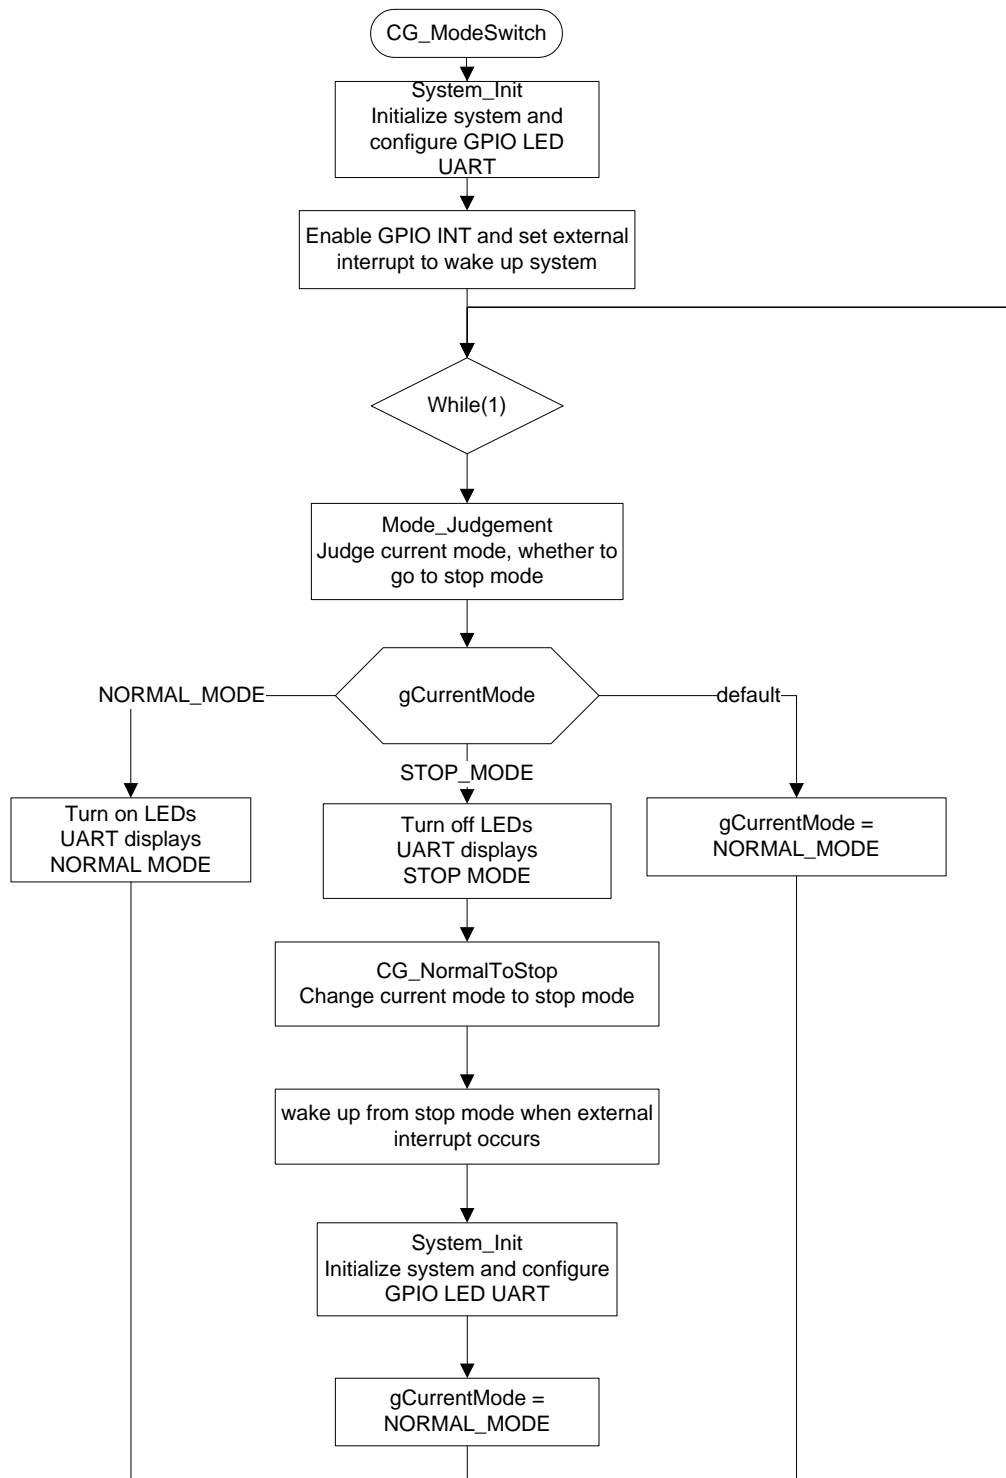 CG_ModeSwitch
System_Init
Initialize system and
configure GPIO LED
UART
Enable GPIO INT and set external
interrupt to wake up system
While(1)
Mode_Judgement
Judge current mode, whether to
go to stop mode
gCurrentMode
NORMAL_MODE
default
STOP_MODE
Turn on LEDs
UART displays
NORMAL MODE
Turn off LEDs
UART displays
STOP MODE
gCurrentMode =
NORMAL_MODE
CG_NormalToStop
Change current mode to stop mode
wake up from stop mode when external
interrupt occurs
System_Init
Initialize system and configure
GPIO LED UART
gCurrentMode =
NORMAL_MODE